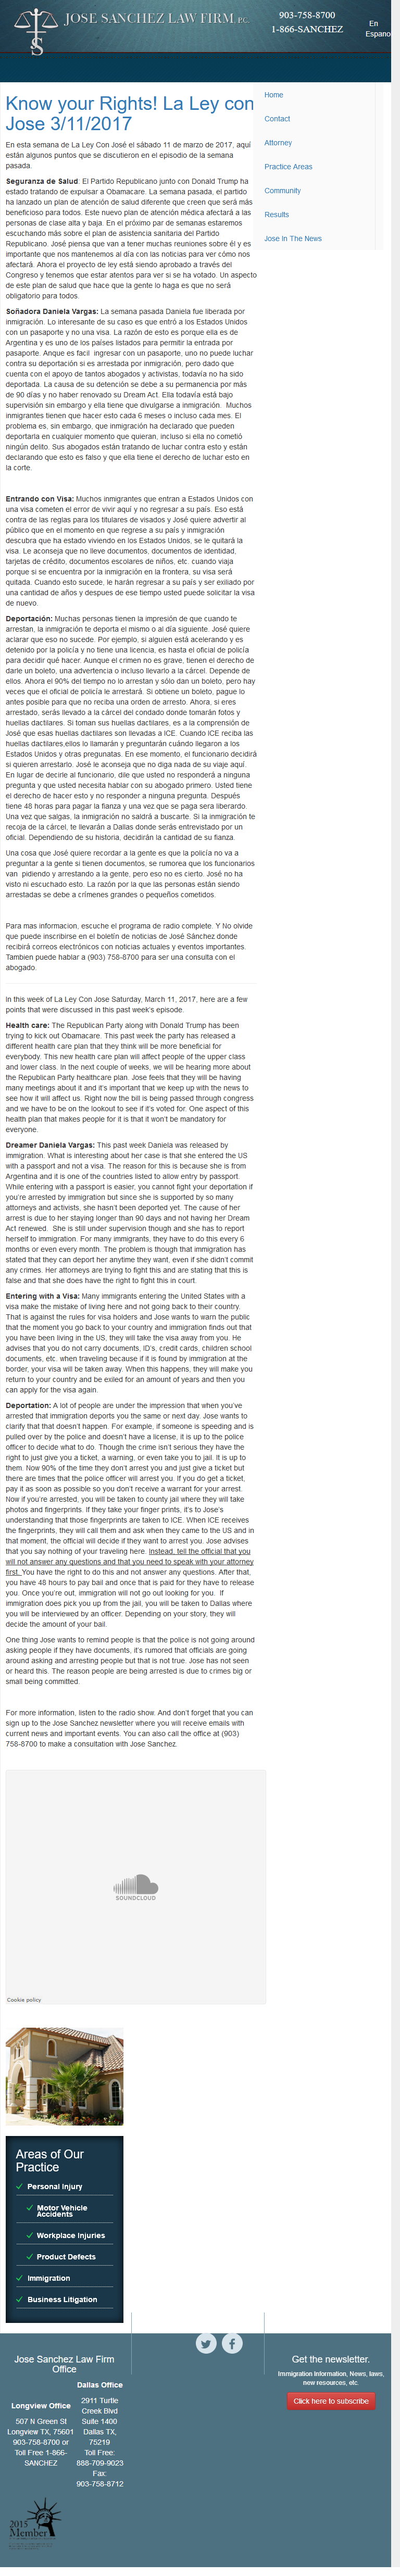 JOSE SANCHEZ LAW FIRM, P.C.
903-758-8700
1-866-SANCHEZ
En
Espano
Home
Contact
Attorney
Practice Areas
Community
Results
Jose In The News
Know your Rights! La Ley con
Jose 3/11/2017
En esta semana de La Ley Con José el sábado 11 de marzo de 2017, aquí
están algunos puntos que se discutieron en el episodio de la semana
pasada.
Seguranza de Salud: El Partido Republicano junto con Donald Trump ha
estado tratando de expulsar a Obamacare. La semana pasada, el partido
ha lanzado un plan de atención de salud diferente que creen que será más
beneficioso para todos. Este nuevo plan de atención médica afectará a las
personas de clase alta y baja. En el próximo par de semanas estaremos
escuchando más sobre el plan de asistencia sanitaria del Partido
Republicano. José piensa que van a tener muchas reuniones sobre él y es
importante que nos mantenemos al día con las noticias para ver cómo nos
afectará. Ahora el proyecto de ley está siendo aprobado a través del
Congreso y tenemos que estar atentos para ver si se ha votado. Un aspecto
de este plan de salud que hace que la gente lo haga es que no será
obligatorio para todos.
Soñadora Daniela Vargas: La semana pasada Daniela fue liberada por
inmigración. Lo interesante de su caso es que entró a los Estados Unidos
con un pasaporte y no una visa. La razón de esto es porque ella es de
Argentina y es uno de los países listados para permitir la entrada por
pasaporte. Anque es facil  ingresar con un pasaporte, uno no puede luchar
contra su deportación si es arrestada por inmigración, pero dado que
cuenta con el apoyo de tantos abogados y activistas, todavía no ha sido
deportada. La causa de su detención se debe a su permanencia por más
de 90 días y no haber renovado su Dream Act. Ella todavía está bajo
supervisión sin embargo y ella tiene que divulgarse a inmigración.  Muchos
inmigrantes tienen que hacer esto cada 6 meses o incluso cada mes. El
problema es, sin embargo, que inmigración ha declarado que pueden
deportarla en cualquier momento que quieran, incluso si ella no cometió
ningún delito. Sus abogados están tratando de luchar contra esto y están
declarando que esto es falso y que ella tiene el derecho de luchar esto en
la corte.
Entrando con Visa: Muchos inmigrantes que entran a Estados Unidos con
una visa cometen el error de vivir aquí y no regresar a su país. Eso está
contra de las reglas para los titulares de visados y José quiere advertir al
público que en el momento en que regrese a su país y inmigración
descubra que ha estado viviendo en los Estados Unidos, se le quitará la
visa. Le aconseja que no lleve documentos, documentos de identidad,
tarjetas de crédito, documentos escolares de niños, etc. cuando viaja
porque si se encuentra por la inmigración en la frontera, su visa será
quitada. Cuando esto sucede, le harán regresar a su país y ser exiliado por
una cantidad de años y despues de ese tiempo usted puede solicitar la visa
de nuevo.
Deportación: Muchas personas tienen la impresión de que cuando te
arrestan, la inmigración te deporta el mismo o al día siguiente. José quiere
aclarar que eso no sucede. Por ejemplo, si alguien está acelerando y es
detenido por la policía y no tiene una licencia, es hasta el oficial de policía
para decidir qué hacer. Aunque el crimen no es grave, tienen el derecho de
darle un boleto, una advertencia o incluso llevarlo a la cárcel. Depende de
ellos. Ahora el 90% del tiempo no lo arrestan y sólo dan un boleto, pero hay
veces que el oficial de policía le arrestará. Si obtiene un boleto, pague lo
antes posible para que no reciba una orden de arresto. Ahora, si eres
arrestado, serás llevado a la cárcel del condado donde tomarán fotos y
huellas dactilares. Si toman sus huellas dactilares, es a la comprensión de
José que esas huellas dactilares son llevadas a ICE. Cuando ICE reciba las
huellas dactilares,ellos lo llamarán y preguntarán cuándo llegaron a los
Estados Unidos y otras pregunatas. En ese momento, el funcionario decidirá
si quieren arrestarlo. José le aconseja que no diga nada de su viaje aquí.
En lugar de decirle al funcionario, dile que usted no responderá a ninguna
pregunta y que usted necesita hablar con su abogado primero. Usted tiene
el derecho de hacer esto y no responder a ninguna pregunta. Después
tiene 48 horas para pagar la fianza y una vez que se paga sera liberardo.
Una vez que salgas, la inmigración no saldrá a buscarte. Si la inmigración te
recoja de la cárcel, te llevarán a Dallas donde serás entrevistado por un
oficial. Dependiendo de su historia, decidirán la cantidad de su fianza.
Una cosa que José quiere recordar a la gente es que la policía no va a
preguntar a la gente si tienen documentos, se rumorea que los funcionarios
van  pidiendo y arrestando a la gente, pero eso no es cierto. José no ha
visto ni escuchado esto. La razón por la que las personas están siendo
arrestadas se debe a crímenes grandes o pequeños cometidos.
Para mas informacion, escuche el programa de radio complete. Y No olvide
que puede inscribirse en el boletín de noticias de José Sánchez donde
recibirá correos electrónicos con noticias actuales y eventos importantes.
Tambien puede hablar a (903) 758-8700 para ser una consulta con el
abogado.
In this week of La Ley Con Jose Saturday, March 11, 2017, here are a few
points that were discussed in this past week's episode.
Health care: The Republican Party along with Donald Trump has been
trying to kick out Obamacare. This past week the party has released a
different health care plan that they think will be more beneficial for
everybody. This new health care plan will affect people of the upper class
and lower class. In the next couple of weeks, we will be hearing more about
the Republican Party healthcare plan. Jose feels that they will be having
many meetings about it and it's important that we keep up with the news to
see how it will affect us. Right now the bill is being passed through congress
and we have to be on the lookout to see if it's voted for. One aspect of this
health plan that makes people for it is that it won't be mandatory for
everyone.
Dreamer Daniela Vargas: This past week Daniela was released by
immigration. What is interesting about her case is that she entered the US
with a passport and not a visa. The reason for this is because she is from
Argentina and it is one of the countries listed to allow entry by passport.
While entering with a passport is easier, you cannot fight your deportation if
you're arrested by immigration but since she is supported by so many
attorneys and activists, she hasn't been deported yet. The cause of her
arrest is due to her staying longer than 90 days and not having her Dream
Act renewed.  She is still under supervision though and she has to report
herself to immigration. For many immigrants, they have to do this every 6
months or even every month. The problem is though that immigration has
stated that they can deport her anytime they want, even if she didn't commit
any crimes. Her attorneys are trying to fight this and are stating that this is
false and that she does have the right to fight this in court.
Entering with a Visa: Many immigrants entering the United States with a
visa make the mistake of living here and not going back to their country.
That is against the rules for visa holders and Jose wants to warn the public
that the moment you go back to your country and immigration finds out that
you have been living in the US, they will take the visa away from you. He
advises that you do not carry documents, ID's, credit cards, children school
documents, etc. when traveling because if it is found by immigration at the
border, your visa will be taken away. When this happens, they will make you
return to your country and be exiled for an amount of years and then you
can apply for the visa again.
Deportation: A lot of people are under the impression that when you've
arrested that immigration deports you the same or next day. Jose wants to
clarify that that doesn't happen. For example, if someone is speeding and is
pulled over by the police and doesn't have a license, it is up to the police
officer to decide what to do. Though the crime isn't serious they have the
right to just give you a ticket, a warning, or even take you to jail. It is up to
them. Now 90% of the time they don't arrest you and just give a ticket but
there are times that the police officer will arrest you. If you do get a ticket,
pay it as soon as possible so you don't receive a warrant for your arrest.
Now if you're arrested, you will be taken to county jail where they will take
photos and fingerprints. If they take your finger prints, it's to Jose's
understanding that those fingerprints are taken to ICE. When ICE receives
the fingerprints, they will call them and ask when they came to the US and in
that moment, the official will decide if they want to arrest you. Jose advises
that you say nothing of your traveling here. Instead, tell the official that you
will not answer any questions and that you need to speak with your attorney
first. You have the right to do this and not answer any questions. After that,
you have 48 hours to pay bail and once that is paid for they have to release
you. Once you're out, immigration will not go out looking for you.  If
immigration does pick you up from the jail, you will be taken to Dallas where
you will be interviewed by an officer. Depending on your story, they will
decide the amount of your bail.
One thing Jose wants to remind people is that the police is not going around
asking people if they have documents, it's rumored that officials are going
around asking and arresting people but that is not true. Jose has not seen
or heard this. The reason people are being arrested is due to crimes big or
small being committed.
For more information, listen to the radio show. And don't forget that you can
sign up to the Jose Sanchez newsletter where you will receive emails with
current news and important events. You can also call the office at (903)
758-8700 to make a consultation with Jose Sanchez.
SOUNDCLOUD
Cookie policy
Areas of Our
Practice
Personal Injury
Motor Vehicle
Accidents
Workplace Injuries
Product Defects
Immigration
Business Litigation
Jose Sanchez Law Firm
Office
Longview Office
507 N Green St
Longview TX, 75601
903-758-8700 or
Toll Free 1-866-
SANCHEZ
Dallas Office
2911 Turtle
Creek Blvd
Suite 1400
Dallas TX,
75219
Toll Free:
888-709-9023
Fax:
903-758-8712
Get the newsletter.
Immigration Information, News, laws,
new resources, etc.
Click here to subscribe
2015
Member